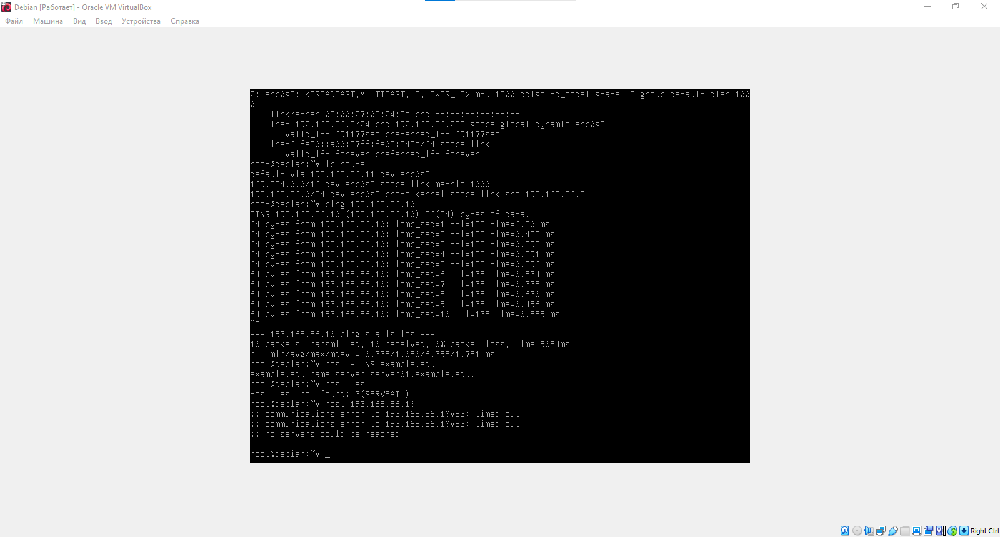 Debian [Работает] - Oracle VM VirtualBox
Файл Машина Вид Ввод Устройства Справка
2: enp0s3: <BROADCAST,MULTICAST,UP,LOWER_UP> mtu 1500 qdisc fq_codel state UP group default qlen 100
0
    link/ether 08:00:27:08:24:5c brd ff:ff:ff:ff:ff:ff
    inet 192.168.56.5/24 brd 192.168.56.255 scope global dynamic enp0s3
       valid_lft 691177sec preferred_lft 691177sec
    inet6 fe80::a00:27ff:fe08:245c/64 scope link
       valid_lft forever preferred_lft forever
root@debian:~# ip route
default via 192.168.56.11 dev enp0s3
169.254.0.0/16 dev enp0s3 scope link metric 1000
192.168.56.0/24 dev enp0s3 proto kernel scope link src 192.168.56.5
root@debian:~# ping 192.168.56.10
PING 192.168.56.10 (192.168.56.10) 56(84) bytes of data.
64 bytes from 192.168.56.10: icmp_seq=1 ttl=128 time=6.30 ms
64 bytes from 192.168.56.10: icmp_seq=2 ttl=128 time=0.485 ms
64 bytes from 192.168.56.10: icmp_seq=3 ttl=128 time=0.392 ms
64 bytes from 192.168.56.10: icmp_seq=4 ttl=128 time=0.391 ms
64 bytes from 192.168.56.10: icmp_seq=5 ttl=128 time=0.396 ms
64 bytes from 192.168.56.10: icmp_seq=6 ttl=128 time=0.524 ms
64 bytes from 192.168.56.10: icmp_seq=7 ttl=128 time=0.338 ms
64 bytes from 192.168.56.10: icmp_seq=8 ttl=128 time=0.630 ms
64 bytes from 192.168.56.10: icmp_seq=9 ttl=128 time=0.496 ms
64 bytes from 192.168.56.10: icmp_seq=10 ttl=128 time=0.559 ms
^C
--- 192.168.56.10 ping statistics ---
10 packets transmitted, 10 received, 0% packet loss, time 9084ms
rtt min/avg/max/mdev = 0.338/1.050/6.298/1.751 ms
root@debian:~# host -t NS example.edu
example.edu name server server01.example.edu.
root@debian:~# host test
Host test not found: 2(SERVFAIL)
root@debian:~# host 192.168.56.10
;; communications error to 192.168.56.10#53: timed out
;; communications error to 192.168.56.10#53: timed out
;; no servers could be reached
root@debian:~# _
Right Ctrl